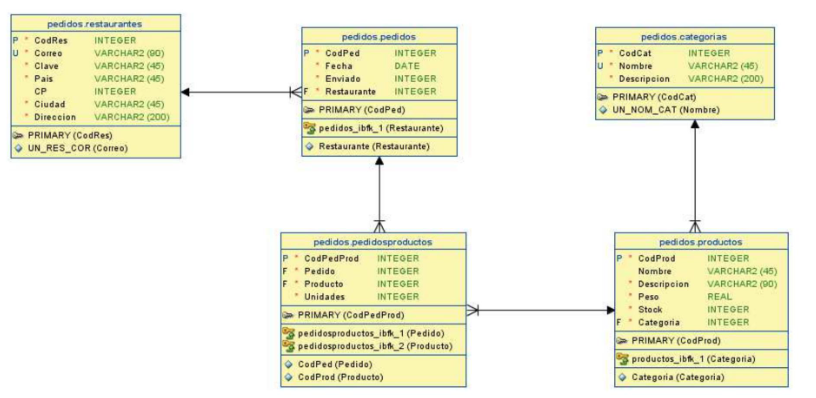 pedidos.restaurantes
P * CodRes INTEGER
U * Correo VARCHAR2 (90)
* Clave VARCHAR2 (45)
* Pais VARCHAR2 (45)
CP INTEGER
* Ciudad VARCHAR2 (45)
* Direccion VARCHAR2 (200)
PRIMARY (CodRes)
UN_RES_COR (Correo)
pedidos.pedidos
P * CodPed INTEGER
* Fecha DATE
* Enviado INTEGER
F * Restaurante INTEGER
PRIMARY (CodPed)
pedidos_ibfk_1 (Restaurante)
Restaurante (Restaurante)
pedidos.categorias
P * CodCat INTEGER
U * Nombre VARCHAR2 (45)
* Descripcion VARCHAR2 (200)
PRIMARY (CodCat)
UN_NOM_CAT (Nombre)
pedidos.pedidosproductos
P * CodPedProd INTEGER
F * Pedido INTEGER
F * Producto INTEGER
* Unidades INTEGER
PRIMARY (CodPedProd)
pedidosproductos_ibfk_1 (Pedido)
pedidosproductos_ibfk_2 (Producto)
CodPed (Pedido)
CodProd (Producto)
pedidos.productos
P * CodProd INTEGER
Nombre VARCHAR2 (45)
* Descripcion VARCHAR2 (90)
* Peso REAL
* Stock INTEGER
F * Categoria INTEGER
PRIMARY (CodProd)
productos_ibfk_1 (Categoria)
Categoria (Categoria)